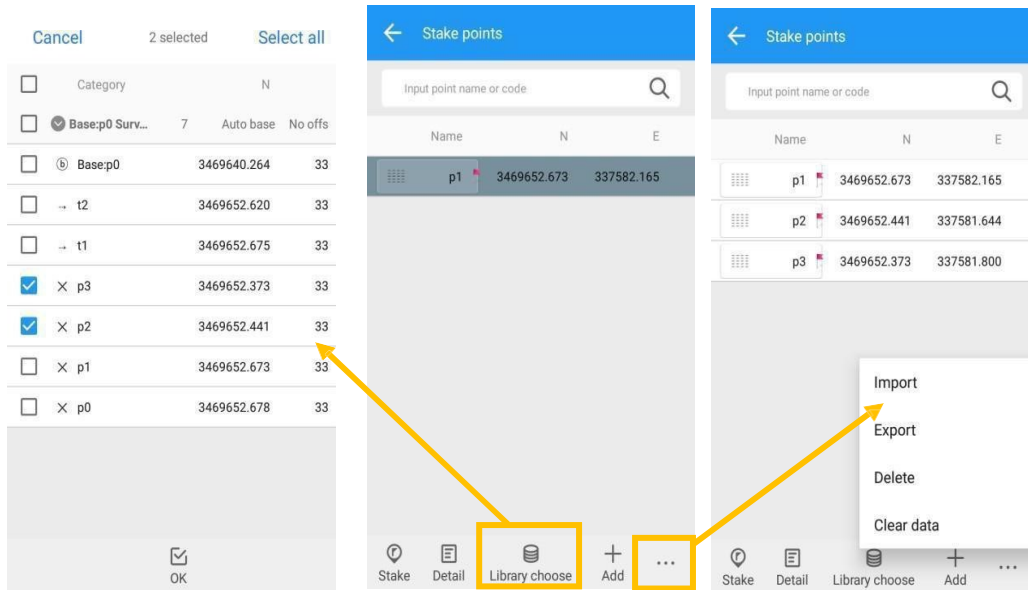 Cancel 2 selected Select all
Category N
Base:p0 Surv... 7 Auto base No offs
b Base:p0 3469640.264 33
→ t2 3469652.620 33
→ t1 3469652.675 33
p3 3469652.373 33
p2 3469652.441 33
p1 3469652.673 33
p0 3469652.678 33
OK
Stake points
Input point name or code
Name N E
p1 3469652.673 337582.165
Stake Detail Library choose Add ...
Stake points
Input point name or code
Name N E
p1 3469652.673 337582.165
p2 3469652.441 337581.644
p3 3469652.373 337581.800
Import
Export
Delete
Clear data
Stake Detail Library choose Add ...